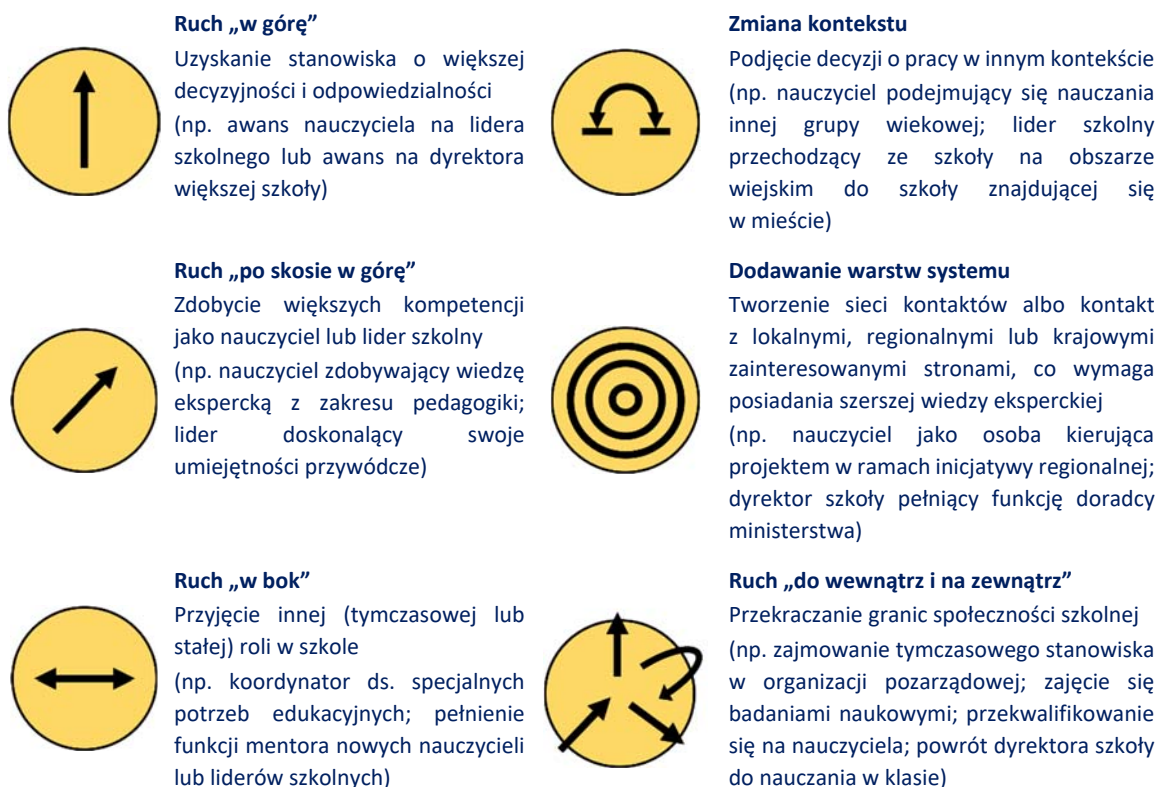 Ruch „w górę”
Uzyskanie stanowiska o większej
decyzyjności i odpowiedzialności
(np. awans nauczyciela na lidera
szkolnego lub awans na dyrektora
większej szkoły)
Zmiana kontekstu
Podjęcie decyzji o pracy w innym kontekście
(np. nauczyciel podejmujący się nauczania
innej grupy wiekowej; lider szkolny
przechodzący ze szkoły na obszarze
wiejskim do szkoły znajdującej się
w mieście)
Ruch „po skosie w górę”
Zdobycie większych kompetencji
jako nauczyciel lub lider szkolny
(np. nauczyciel zdobywający wiedzę
ekspercką z zakresu pedagogiki;
lider doskonalący swoje
umiejętności przywódcze)
Dodawanie warstw systemu
Tworzenie sieci kontaktów albo kontakt
z lokalnymi, regionalnymi lub krajowymi
zainteresowanymi stronami, co wymaga
posiadania szerszej wiedzy eksperckiej
(np. nauczyciel jako osoba kierująca
projektem w ramach inicjatywy regionalnej;
dyrektor szkoły pełniący funkcję doradcy
ministerstwa)
Ruch „w bok”
Przyjęcie innej (tymczasowej lub
stałej) roli w szkole
(np. koordynator ds. specjalnych
potrzeb edukacyjnych; pełnienie
funkcji mentora nowych nauczycieli
lub liderów szkolnych)
Ruch „do wewnątrz i na zewnątrz”
Przekraczanie granic społeczności szkolnej
(np. zajmowanie tymczasowego stanowiska
w organizacji pozarządowej; zajęcie się
badaniami naukowymi; przekwalifikowanie
się na nauczyciela; powrót dyrektora szkoły
do nauczania w klasie)